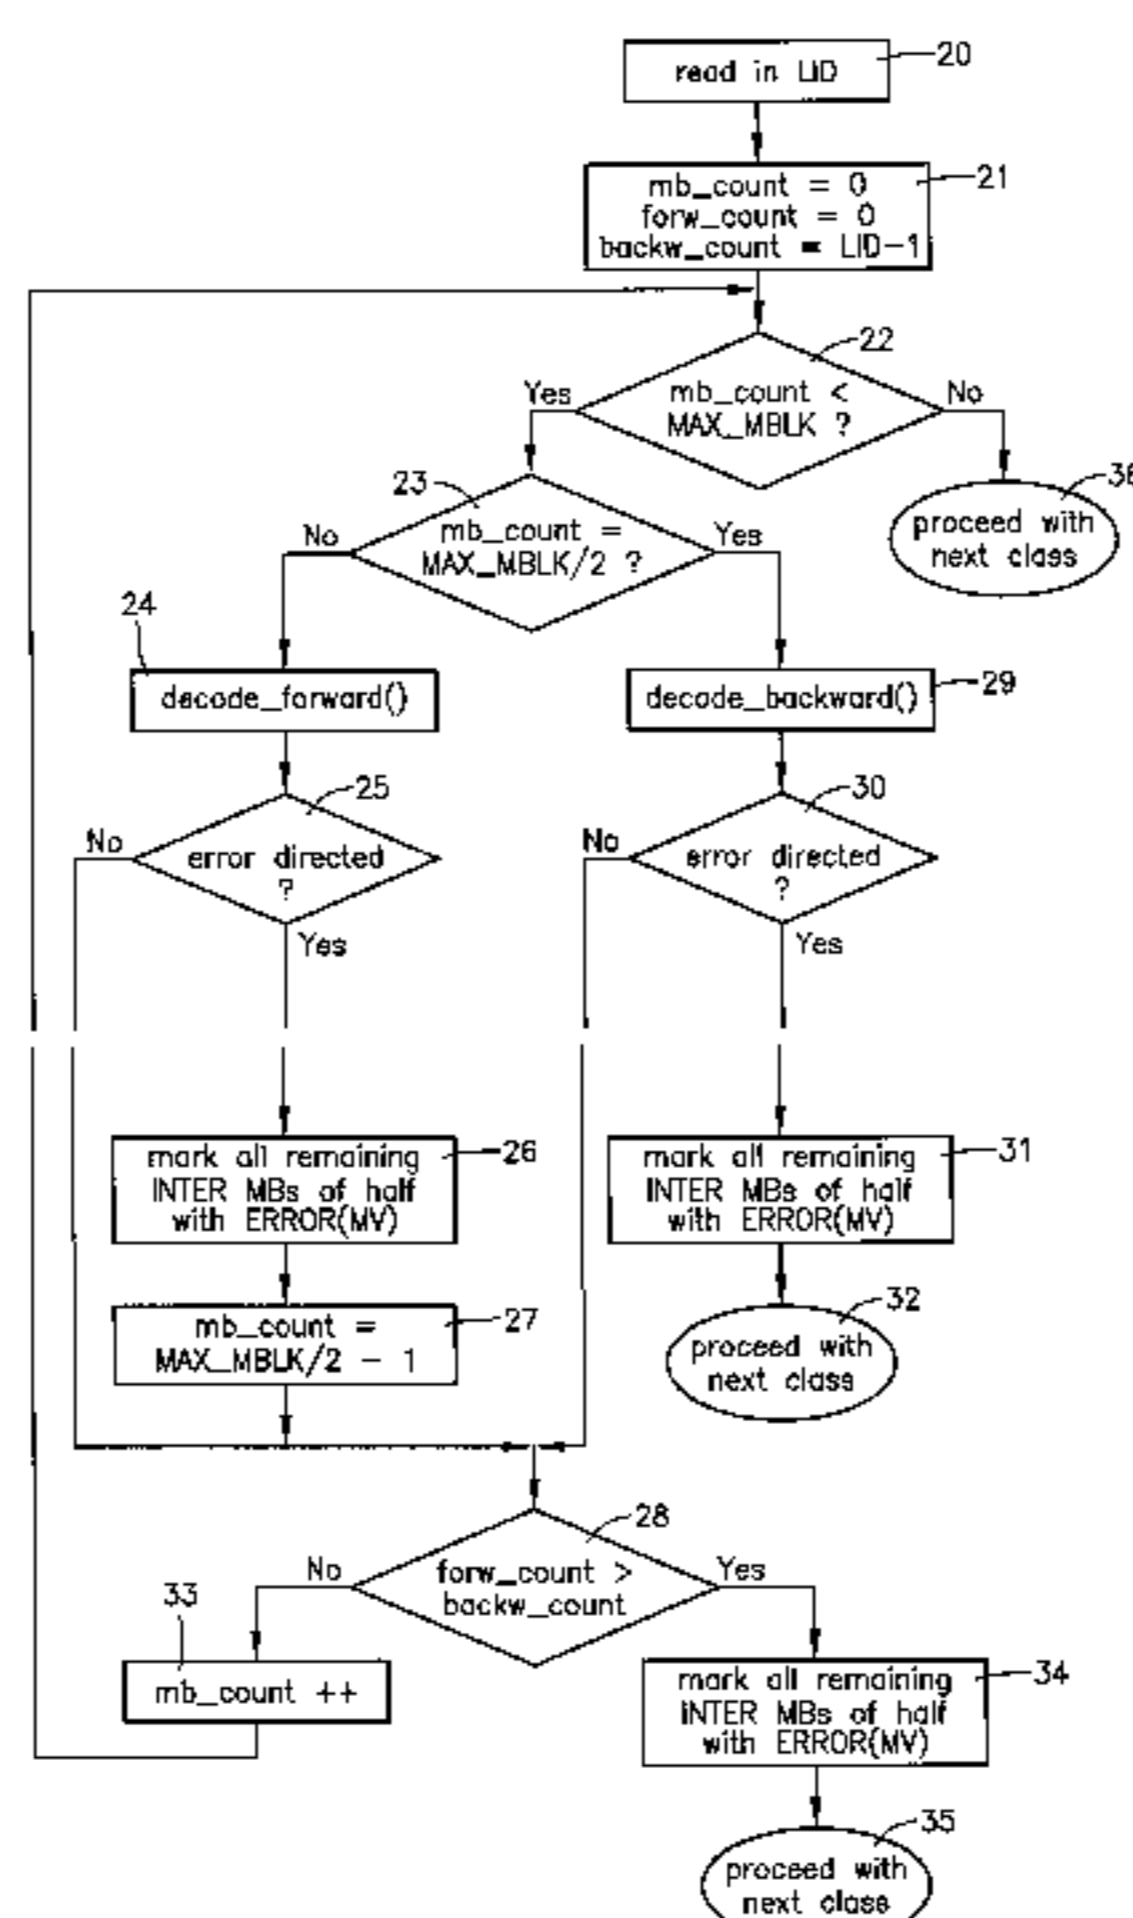 read in LID
20
mb_count = 0
forw_count = 0
backw_count = LID-1
21
22
mb_count <
MAX_MBLK ?
Yes
No
36
proceed with
next class
23
mb_count =
MAX_MBLK/2 ?
No
Yes
24
decode_forward()
decode_backward()
29
25
error directed
?
No
Yes
30
error directed
?
No
Yes
mark all remaining
INTER MBs of half
with ERROR(MV)
26
mark all remaining
INTER MBs of half
with ERROR(MV)
31
mb_count =
MAX_MBLK/2 - 1
27
32
proceed with
next class
28
forw_count >
backw_count
No
Yes
33
mb_count ++
mark all remaining
INTER MBs of half
with ERROR(MV)
34
35
proceed with
next class